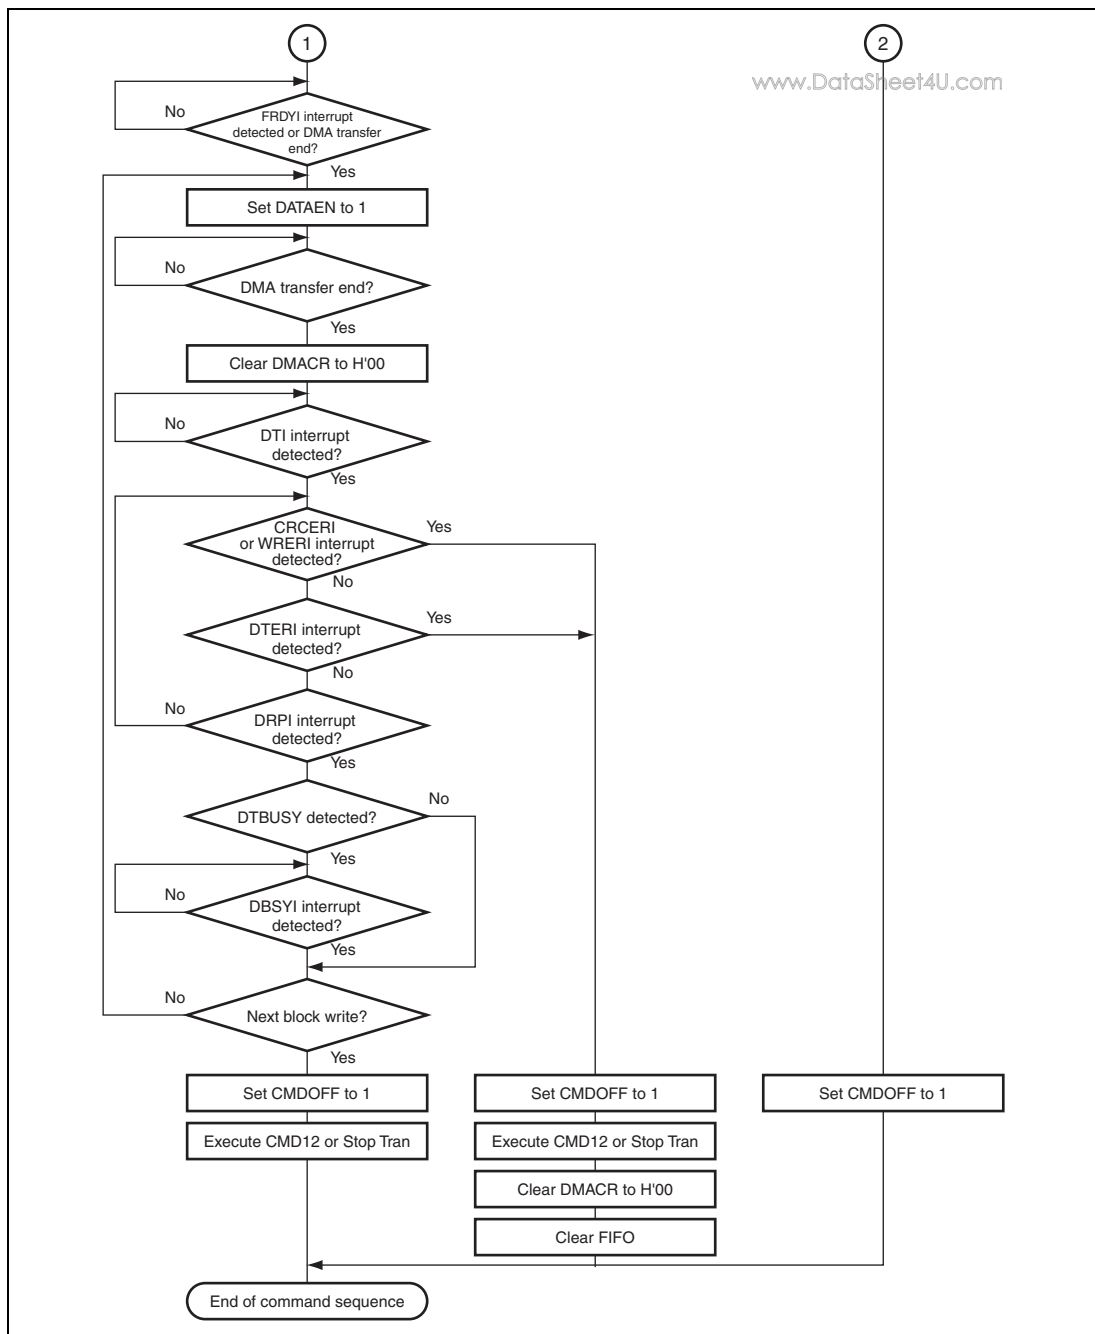 1
2
www.DataSheet4U.com
No
FRDYI interrupt
detected or DMA transfer
end?
Yes
Set DATAEN to 1
No
DMA transfer end?
Yes
Clear DMACR to H'00
No
DTI interrupt
detected?
Yes
CRCERI
or WRERI interrupt
detected?
Yes
No
DTERI interrupt
detected?
Yes
No
No
DRPI interrupt
detected?
Yes
DTBUSY detected?
No
Yes
No
DBSYI interrupt
detected?
Yes
No
Next block write?
Yes
Set CMDOFF to 1
Set CMDOFF to 1
Set CMDOFF to 1
Execute CMD12 or Stop Tran
Execute CMD12 or Stop Tran
Clear DMACR to H'00
Clear FIFO
End of command sequence